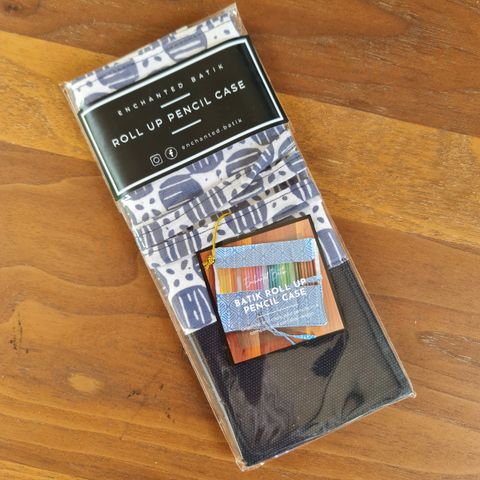 ENCHANTED BATIK
ROLL UP PENCIL CASE
enchanted.batik
BATIK ROLL UP
PENCIL CASE